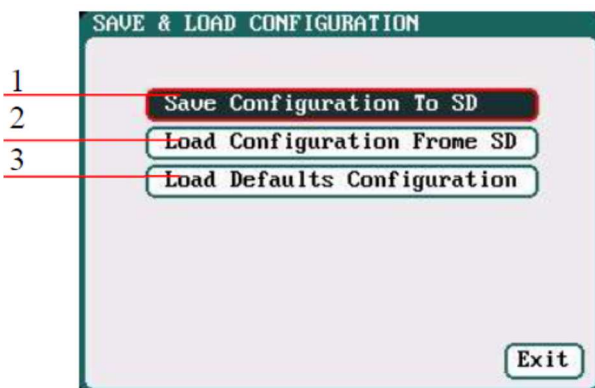 SAVE & LOAD CONFIGURATION
1
Save Configuration To SD
2
Load Configuration Frome SD
3
Load Defaults Configuration
Exit